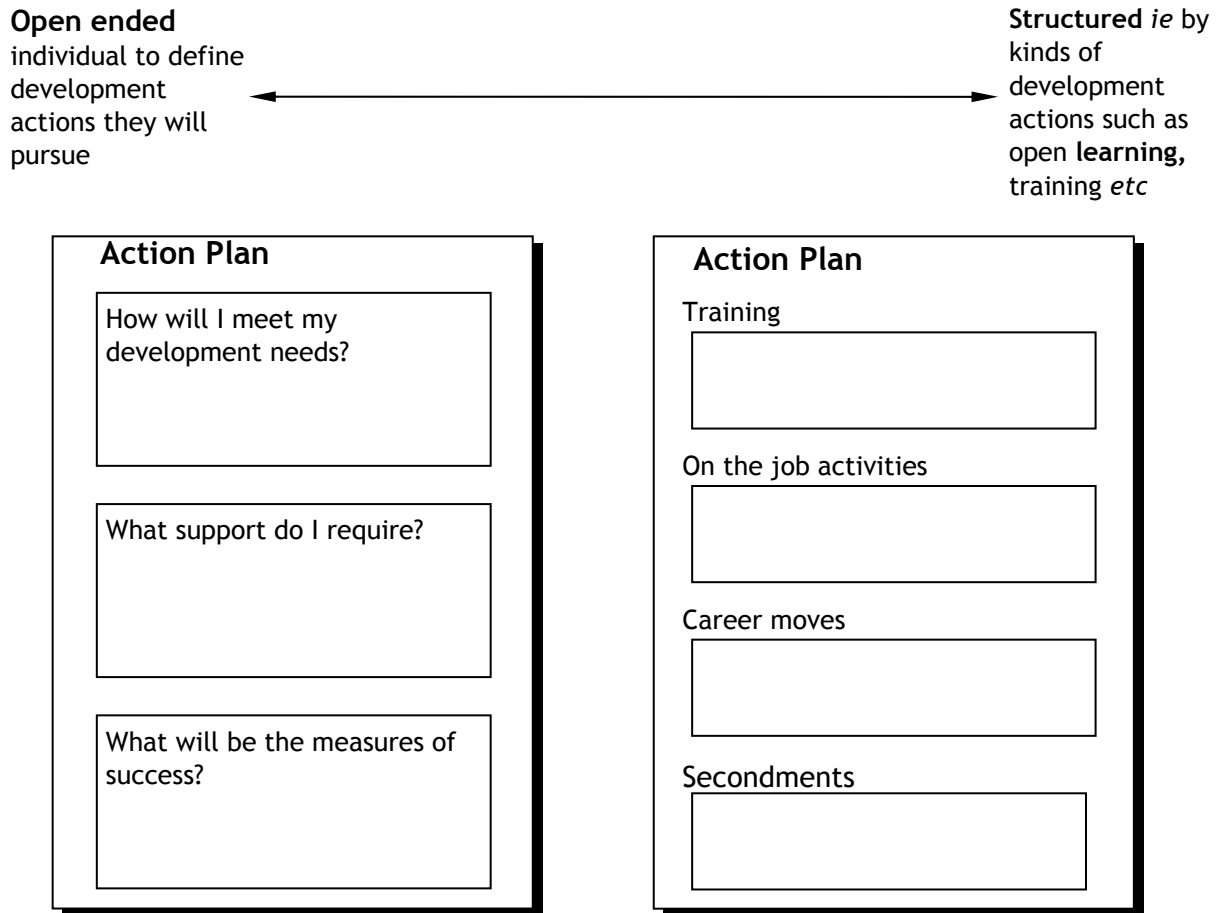 Open ended
individual to define
development
actions they will
pursue
Structured ie by
kinds of
development
actions such as
open learning,
training etc
Action Plan
How will I meet my
development needs?
What support do I require?
What will be the measures of
success?
Action Plan
Training
On the job activities
Career moves
Secondments